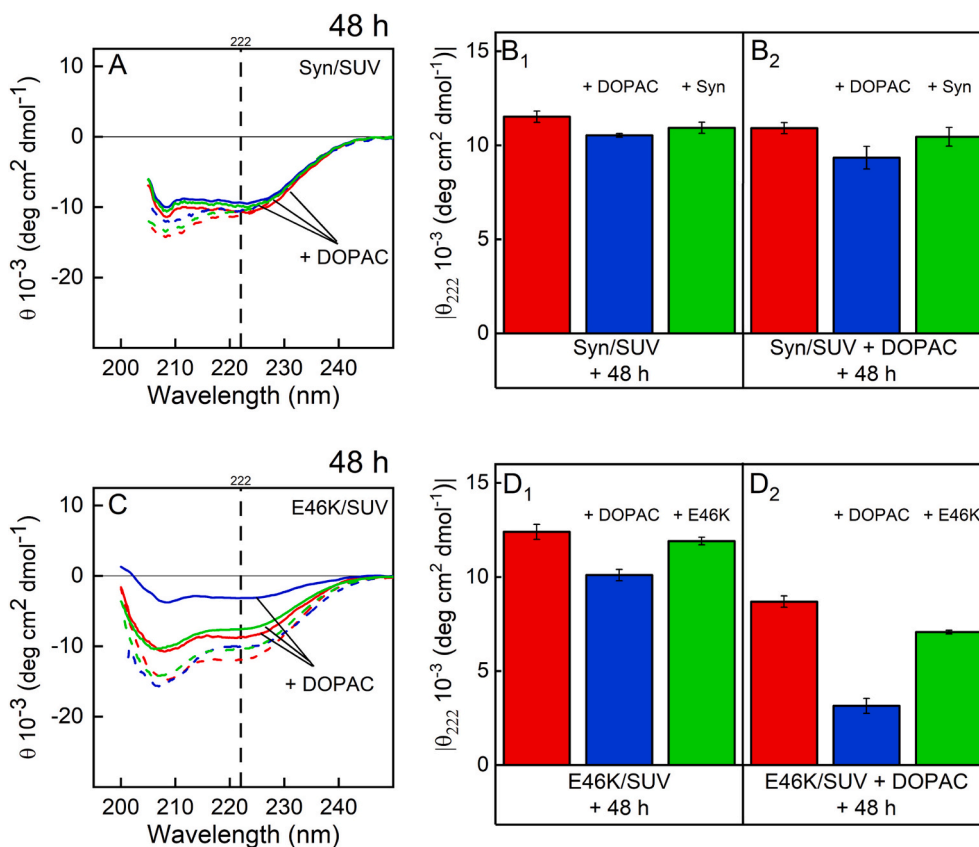 48 h
222
A
Syn/SUV
10
0
-10
-20
+ DOPAC
θ 10⁻³ (deg cm² dmol⁻¹)
200 210 220 230 240
Wavelength (nm)
B₁
B₂
+ DOPAC + Syn
+ DOPAC + Syn
15
10
5
0
|θ₂₂₂ 10⁻³ (deg cm² dmol⁻¹)|
Syn/SUV
+ 48 h
Syn/SUV + DOPAC
+ 48 h
48 h
222
C
E46K/SUV
10
0
-10
-20
+ DOPAC
θ 10⁻³ (deg cm² dmol⁻¹)
200 210 220 230 240
Wavelength (nm)
D₁
D₂
+ DOPAC + E46K
+ DOPAC + E46K
15
10
5
0
|θ₂₂₂ 10⁻³ (deg cm² dmol⁻¹)|
E46K/SUV
+ 48 h
E46K/SUV + DOPAC
+ 48 h